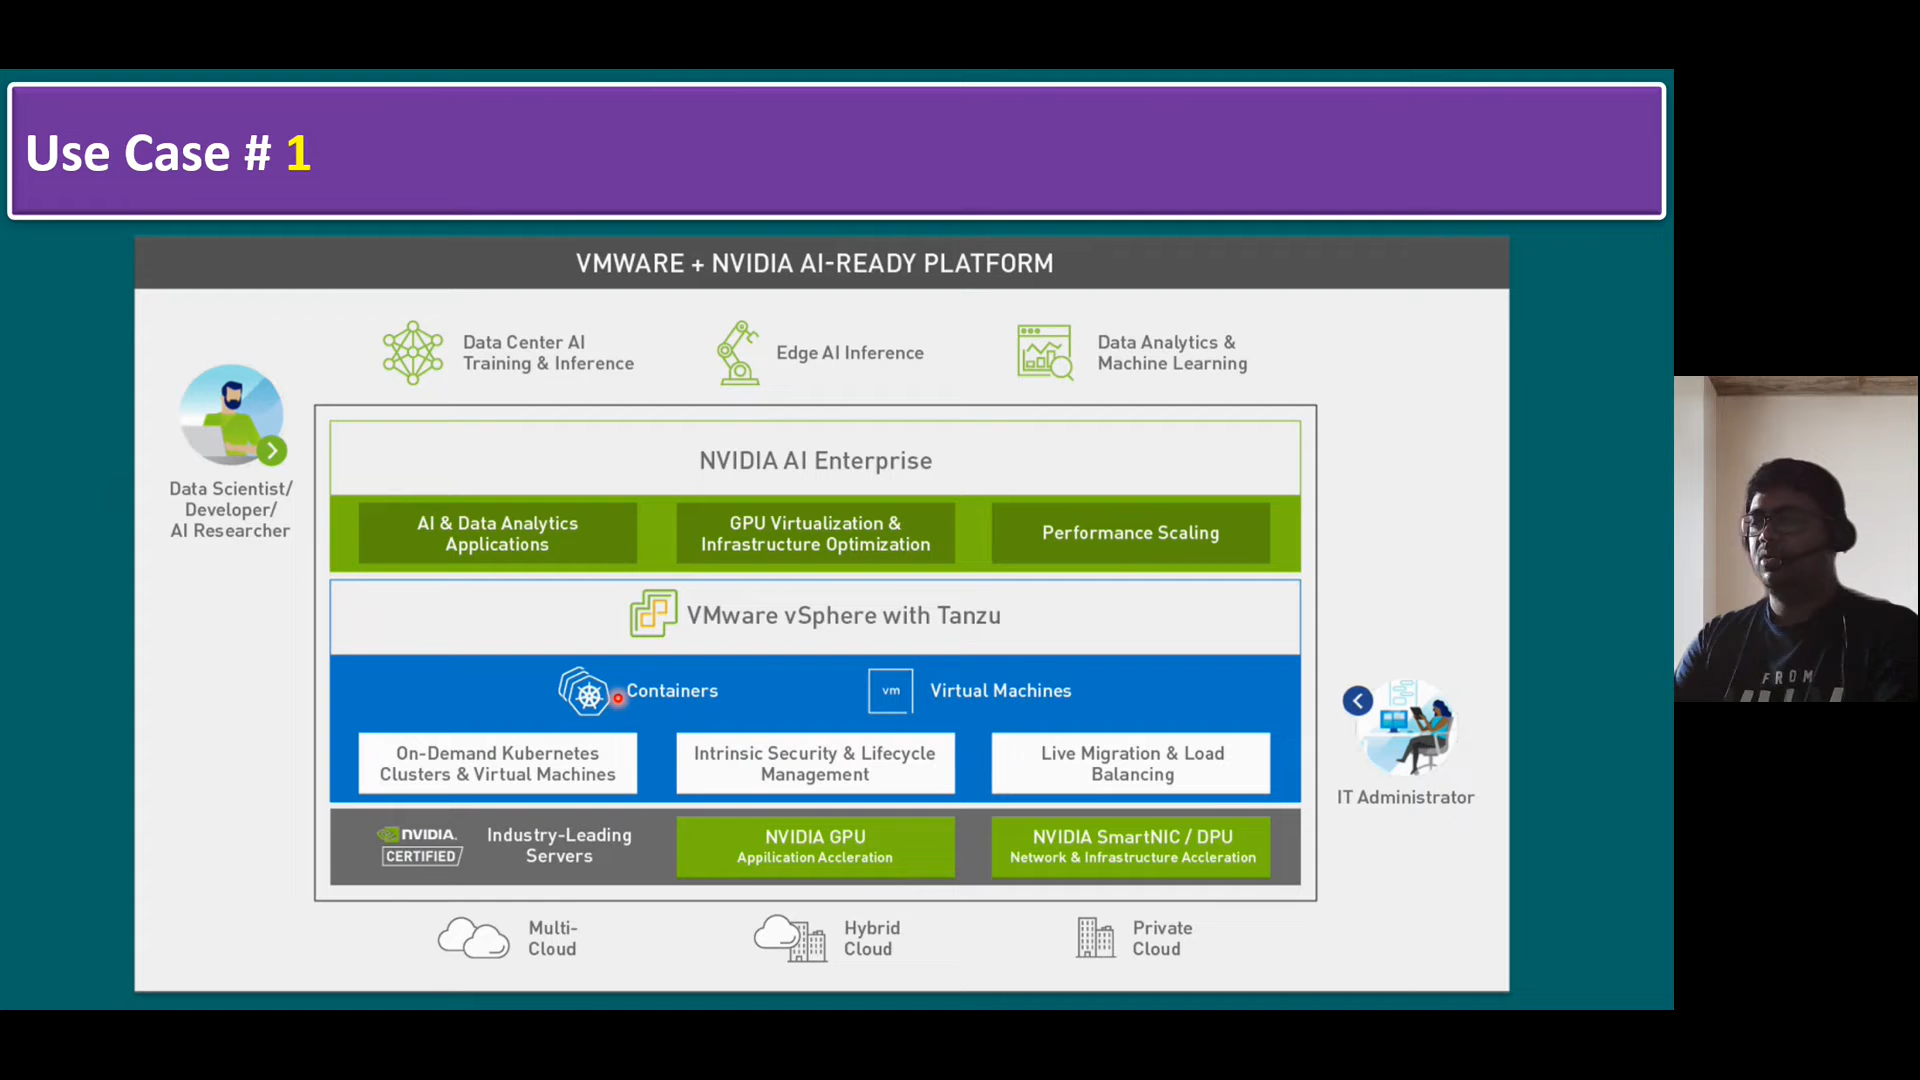 Use Case # 1
VMWARE + NVIDIA AI-READY PLATFORM
Data Center AI
Training & Inference
Edge AI Inference
Data Analytics &
Machine Learning
Data Scientist/
Developer/
AI Researcher
NVIDIA AI Enterprise
AI & Data Analytics
Applications
GPU Virtualization &
Infrastructure Optimization
Performance Scaling
VMware vSphere with Tanzu
Containers
vm
Virtual Machines
On-Demand Kubernetes
Clusters & Virtual Machines
Intrinsic Security & Lifecycle
Management
Live Migration & Load
Balancing
IT Administrator
NVIDIA.
CERTIFIED
Industry-Leading
Servers
NVIDIA GPU
Appilication Accleration
NVIDIA SmartNIC / DPU
Network & Infrastructure Accleration
Multi-
Cloud
Hybrid
Cloud
Private
Cloud
FROM